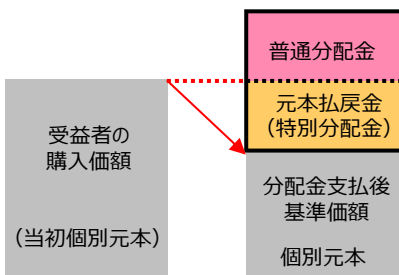 普通分配金
元本払戻金
（特別分配金）
受益者の
購入価額
（当初個別元本）
分配金支払後
基準価額
個別元本